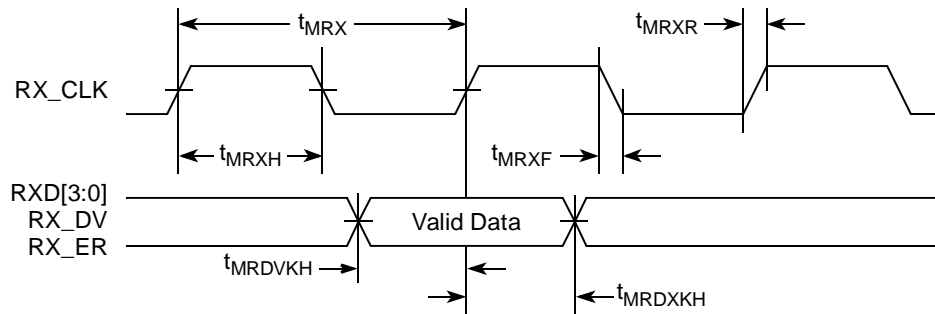 tMRX
tMRXR
RX_CLK
tMRXH
tMRXF
RXD[3:0]
RX_DV
Valid Data
RX_ER
tMRDVKH
tMRDXKH